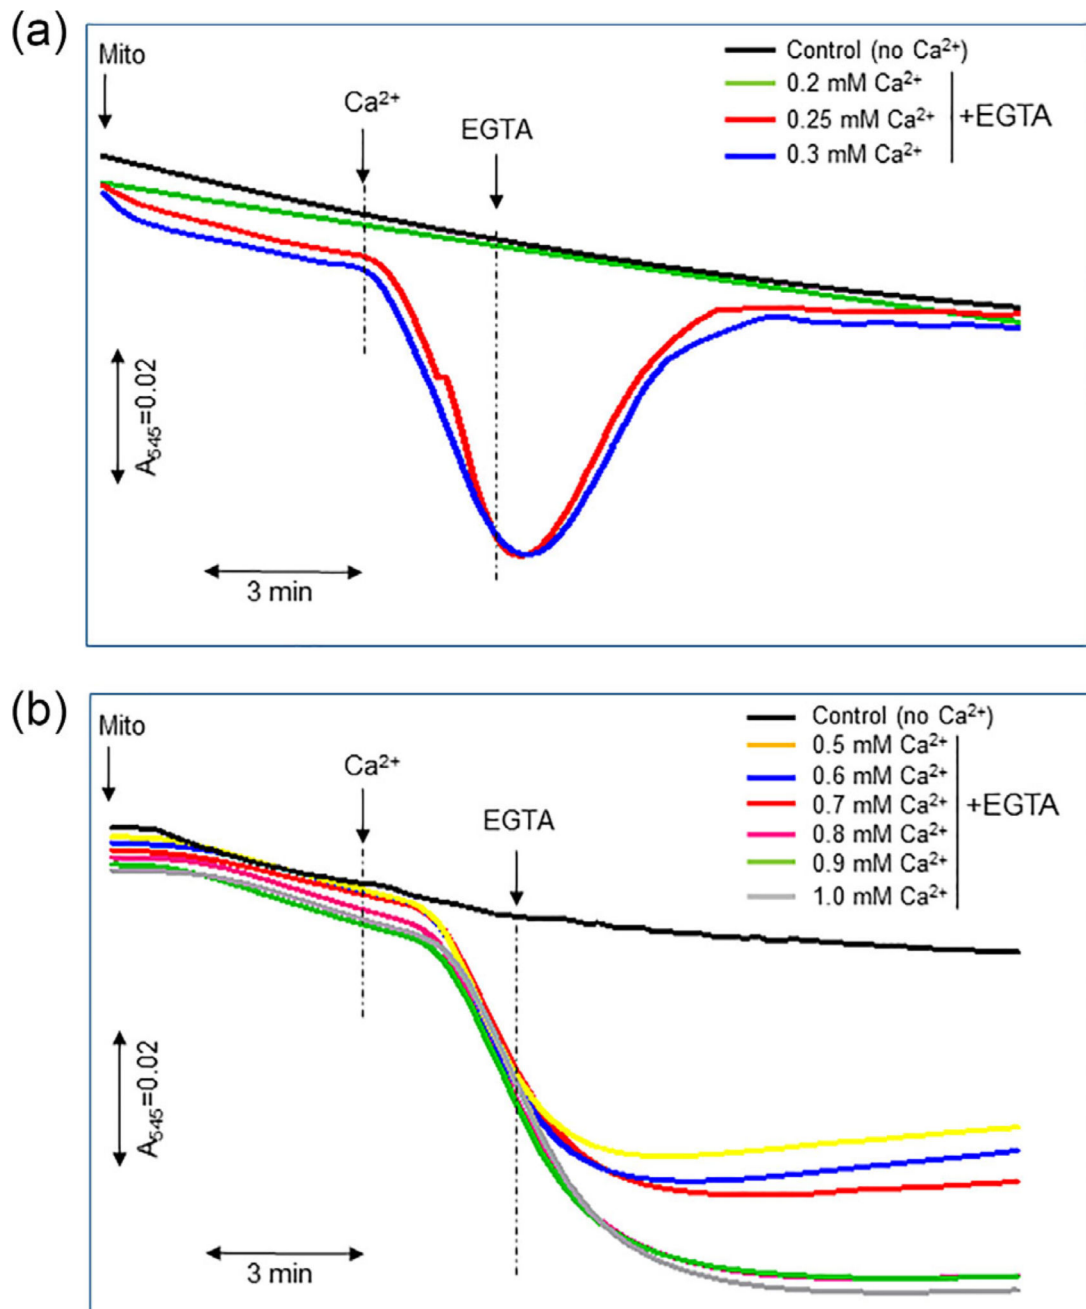 (a)
Mito
Ca²⁺
EGTA
Control (no Ca²⁺)
0.2 mM Ca²⁺
0.25 mM Ca²⁺
0.3 mM Ca²⁺
+EGTA
A₅₄₅=0.02
3 min
(b)
Mito
Ca²⁺
EGTA
Control (no Ca²⁺)
0.5 mM Ca²⁺
0.6 mM Ca²⁺
0.7 mM Ca²⁺
0.8 mM Ca²⁺
0.9 mM Ca²⁺
1.0 mM Ca²⁺
+EGTA
A₅₄₅=0.02
3 min